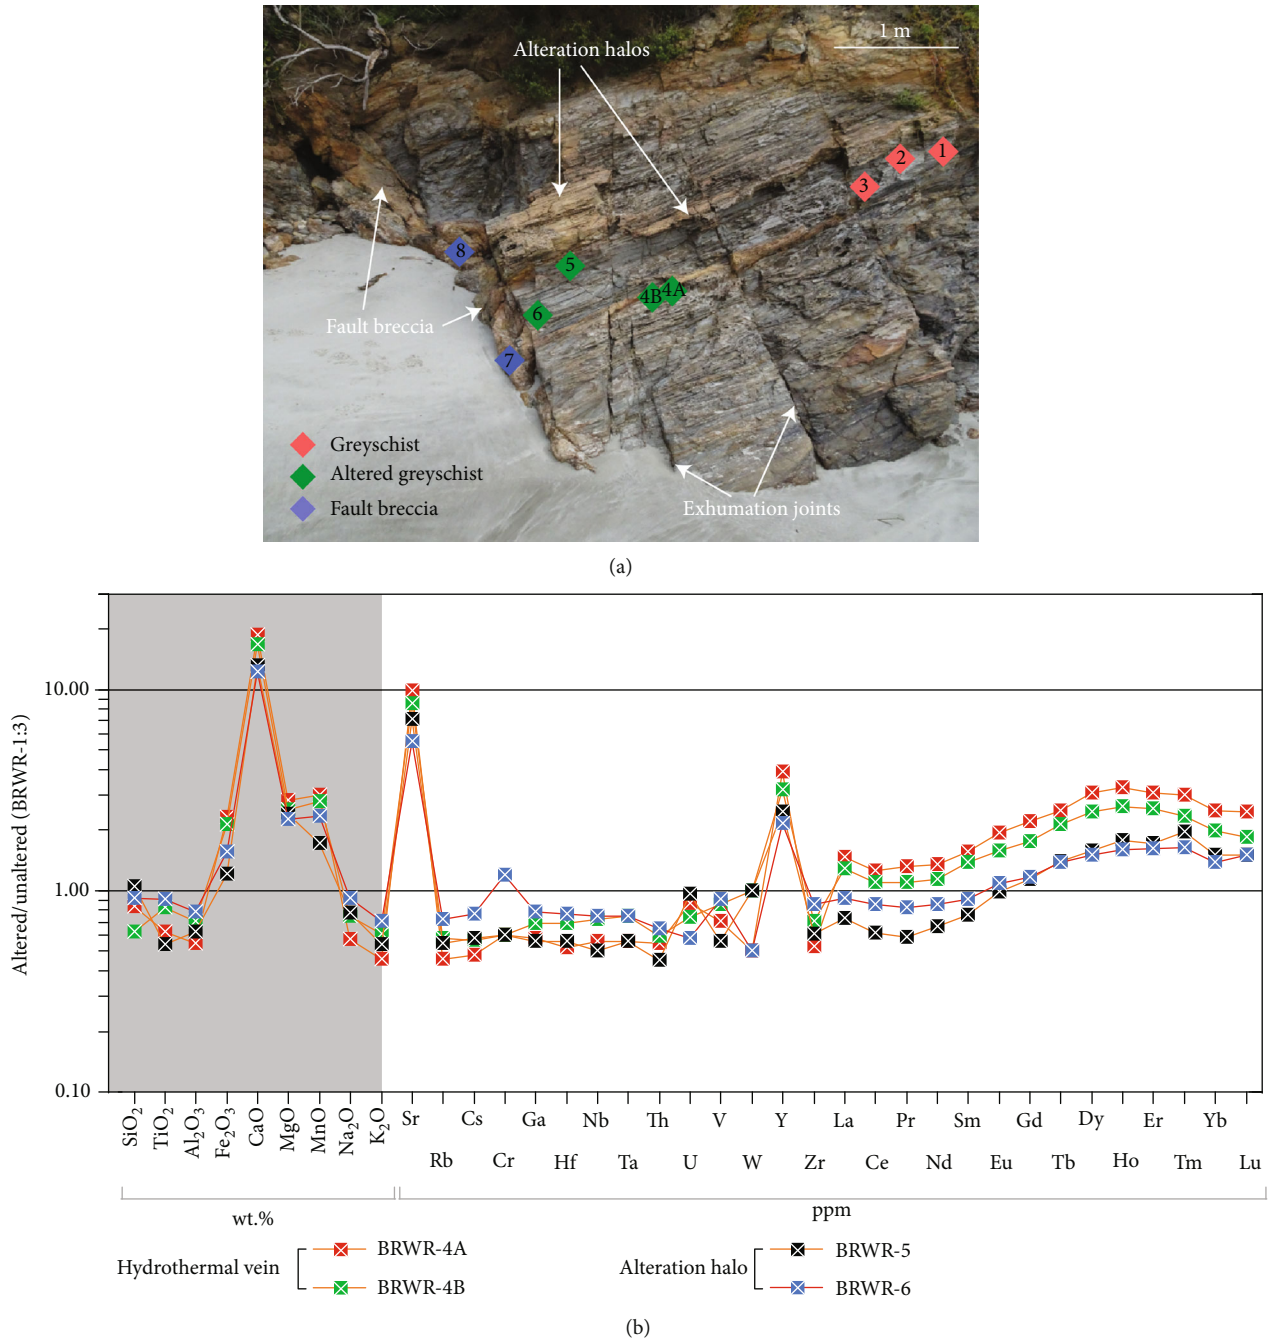 Alteration halos
1 m
1
2
3
8
5
4B
4A
6
7
Fault breccia
Greyschist
Altered greyschist
Fault breccia
Exhumation joints
(a)
Altered/unaltered (BRWR-1:3)
10.00
1.00
0.10
SiO₂ TiO₂ Al₂O₃ Fe₂O₃ CaO MgO MnO Na₂O K₂O
Sr Cs Ga Nb Th V Y La Pr Sm Gd Dy Er Yb
Rb Cr Hf Ta U W Zr Ce Nd Eu Tb Ho Tm Lu
wt.%
ppm
Hydrothermal vein
BRWR-4A
BRWR-4B
Alteration halo
BRWR-5
BRWR-6
(b)